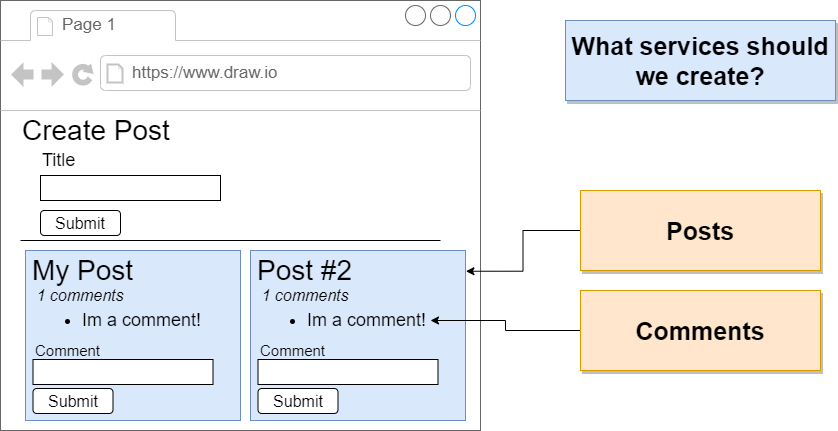 Page 1
https://www.draw.io
What services should
we create?
Create Post
Title
Submit
My Post
1 comments
Im a comment!
Comment
Submit
Post #2
1 comments
Im a comment!
Comment
Submit
Posts
Comments